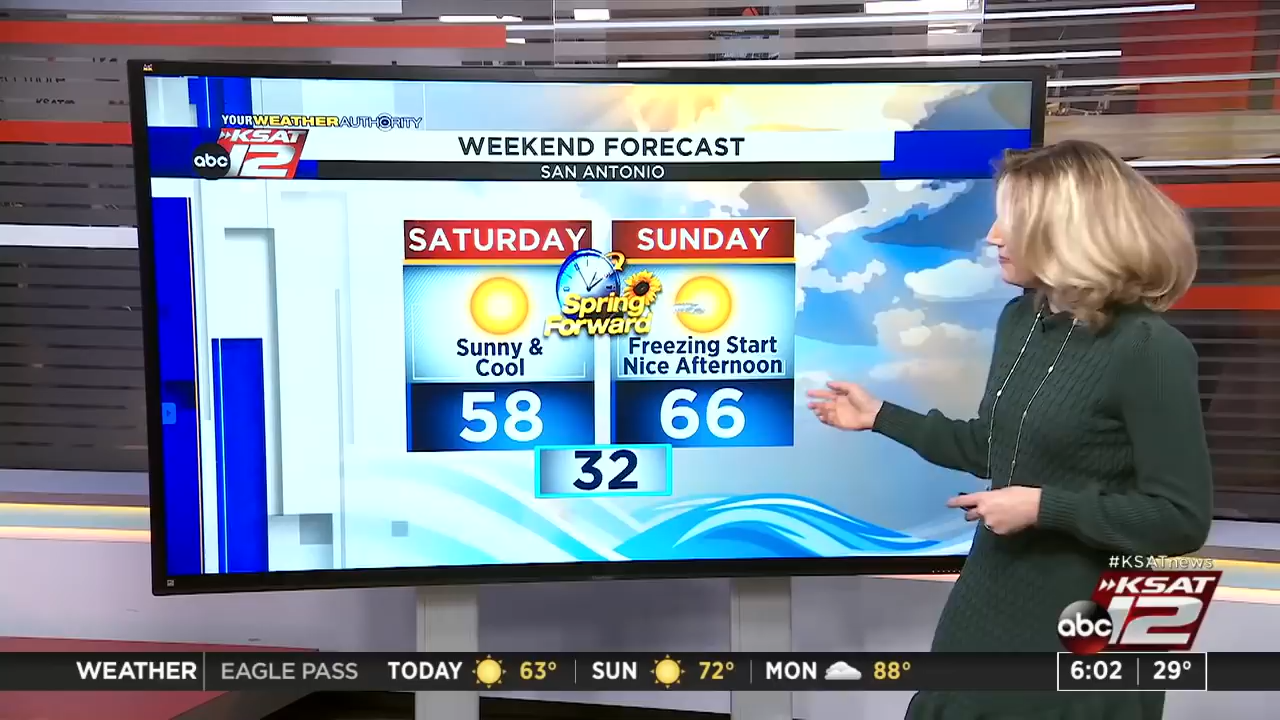 YOUR WEATHER AUTHORITY
KSAT
abc 12
WEEKEND FORECAST
SAN ANTONIO
SATURDAY
SUNDAY
Spring
Forward
Sunny &
Cool
Freezing Start
Nice Afternoon
58
66
32
#KSATnews
KSAT
abc 12
WEATHER EAGLE PASS TODAY 63° SUN 72° MON 88° 6:02 29°